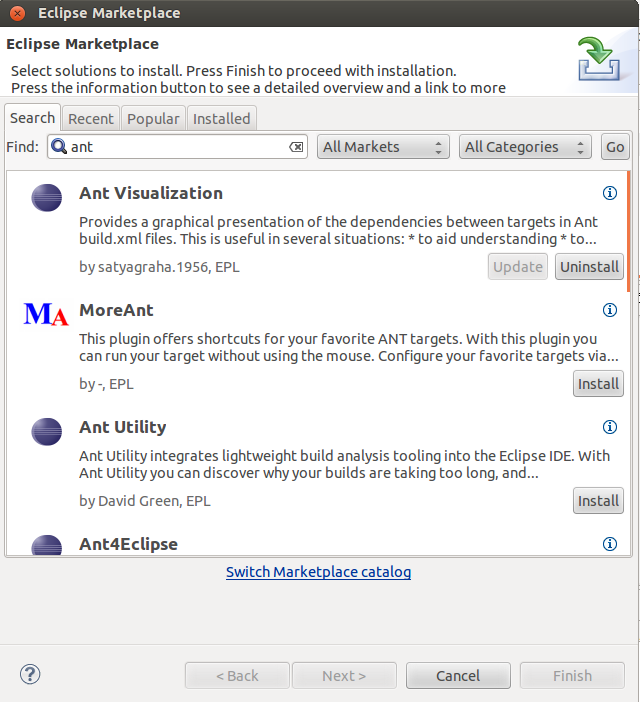 Eclipse Marketplace
Eclipse Marketplace
Select solutions to install. Press Finish to proceed with installation.
Press the information button to see a detailed overview and a link to more
Search Recent Popular Installed
Find: ant All Markets All Categories Go
Ant Visualization
Provides a graphical presentation of the dependencies between targets in Ant
build.xml files. This is useful in several situations: * to aid understanding * to...
by satyagraha.1956, EPL Update Uninstall
MA MoreAnt
This plugin offers shortcuts for your favorite ANT targets. With this plugin you
can run your target without using the mouse. Configure your favorite targets via...
by -, EPL Install
Ant Utility
Ant Utility integrates lightweight build analysis tooling into the Eclipse IDE. With
Ant Utility you can discover why your builds are taking too long, and...
by David Green, EPL Install
Ant4Eclipse
Switch Marketplace catalog
? < Back Next > Cancel Finish